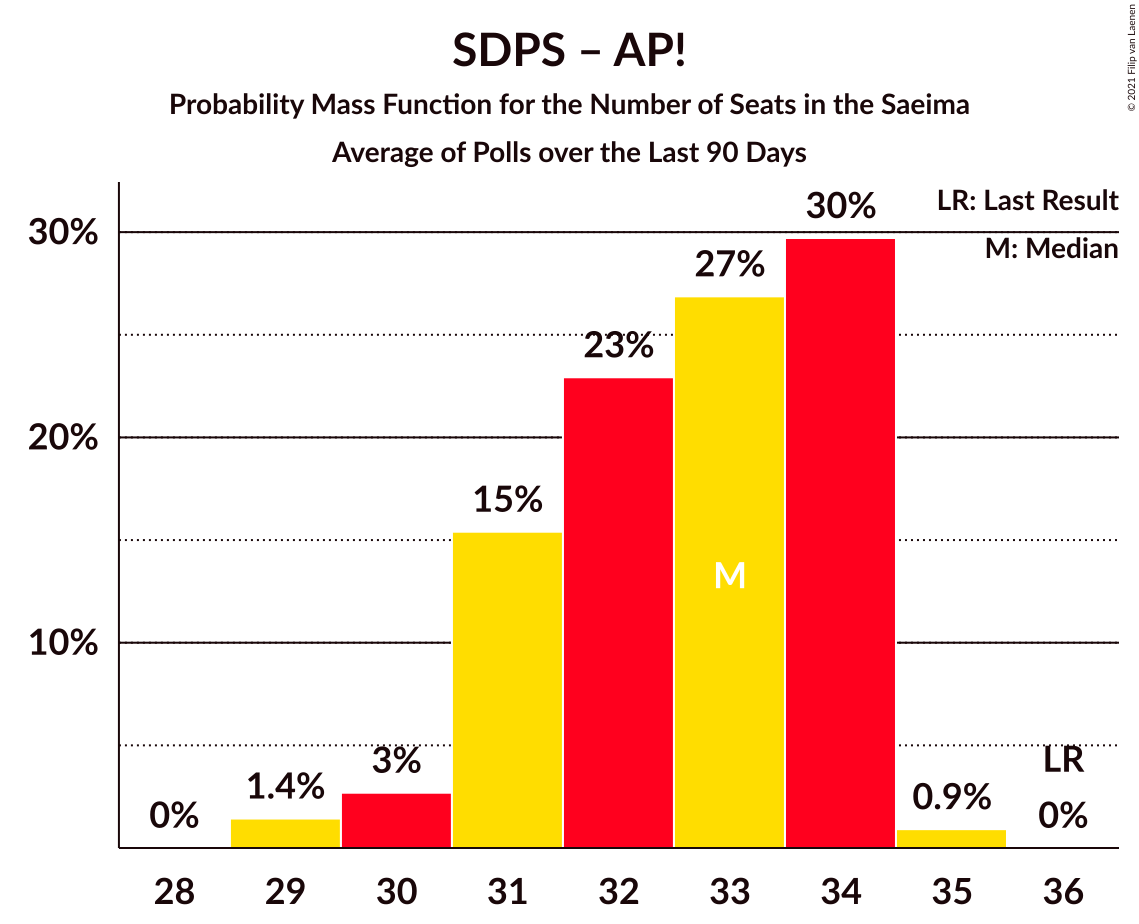 SDPS – AP!
Probability Mass Function for the Number of Seats in the Saeima
Average of Polls over the Last 90 Days
© 2021 Filip van Laenen
LR: Last Result
M: Median
30%
20%
10%
0%
1.4%
3%
15%
23%
27%
30%
0.9%
LR
0%
M
28 29 30 31 32 33 34 35 36